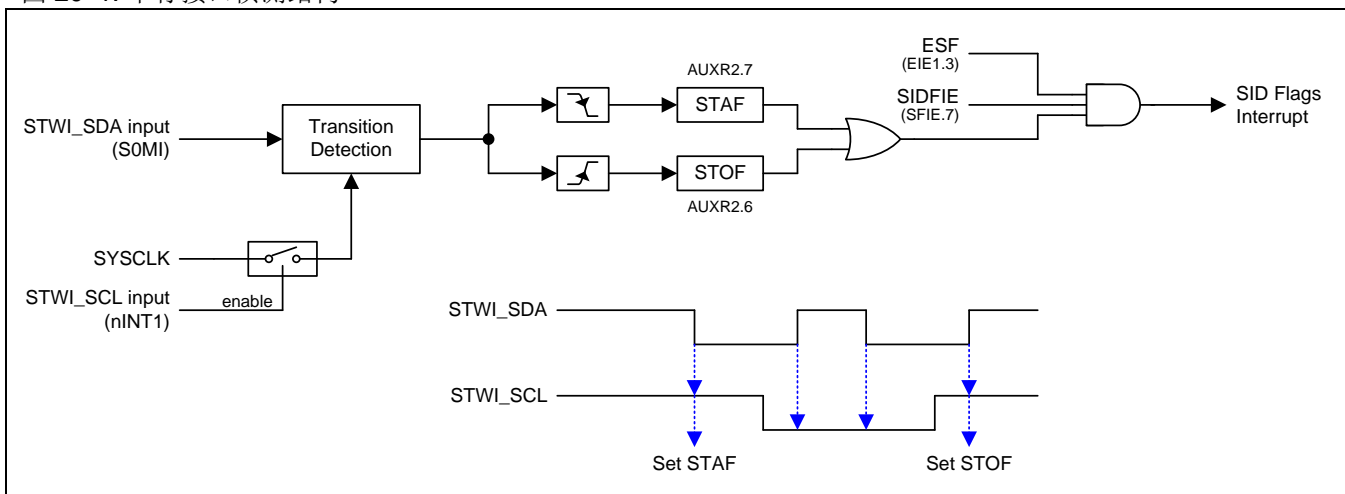 ESF
(EIE1.3)
SIDFIE
(SFIE.7)
SID Flags
Interrupt
AUXR2.7
STAF
STWI_SDA input
(S0MI)
Transition
Detection
STOF
AUXR2.6
SYSCLK
STWI_SCL input
(nINT1)
enable
STWI_SDA
STWI_SCL
Set STAF
Set STOF